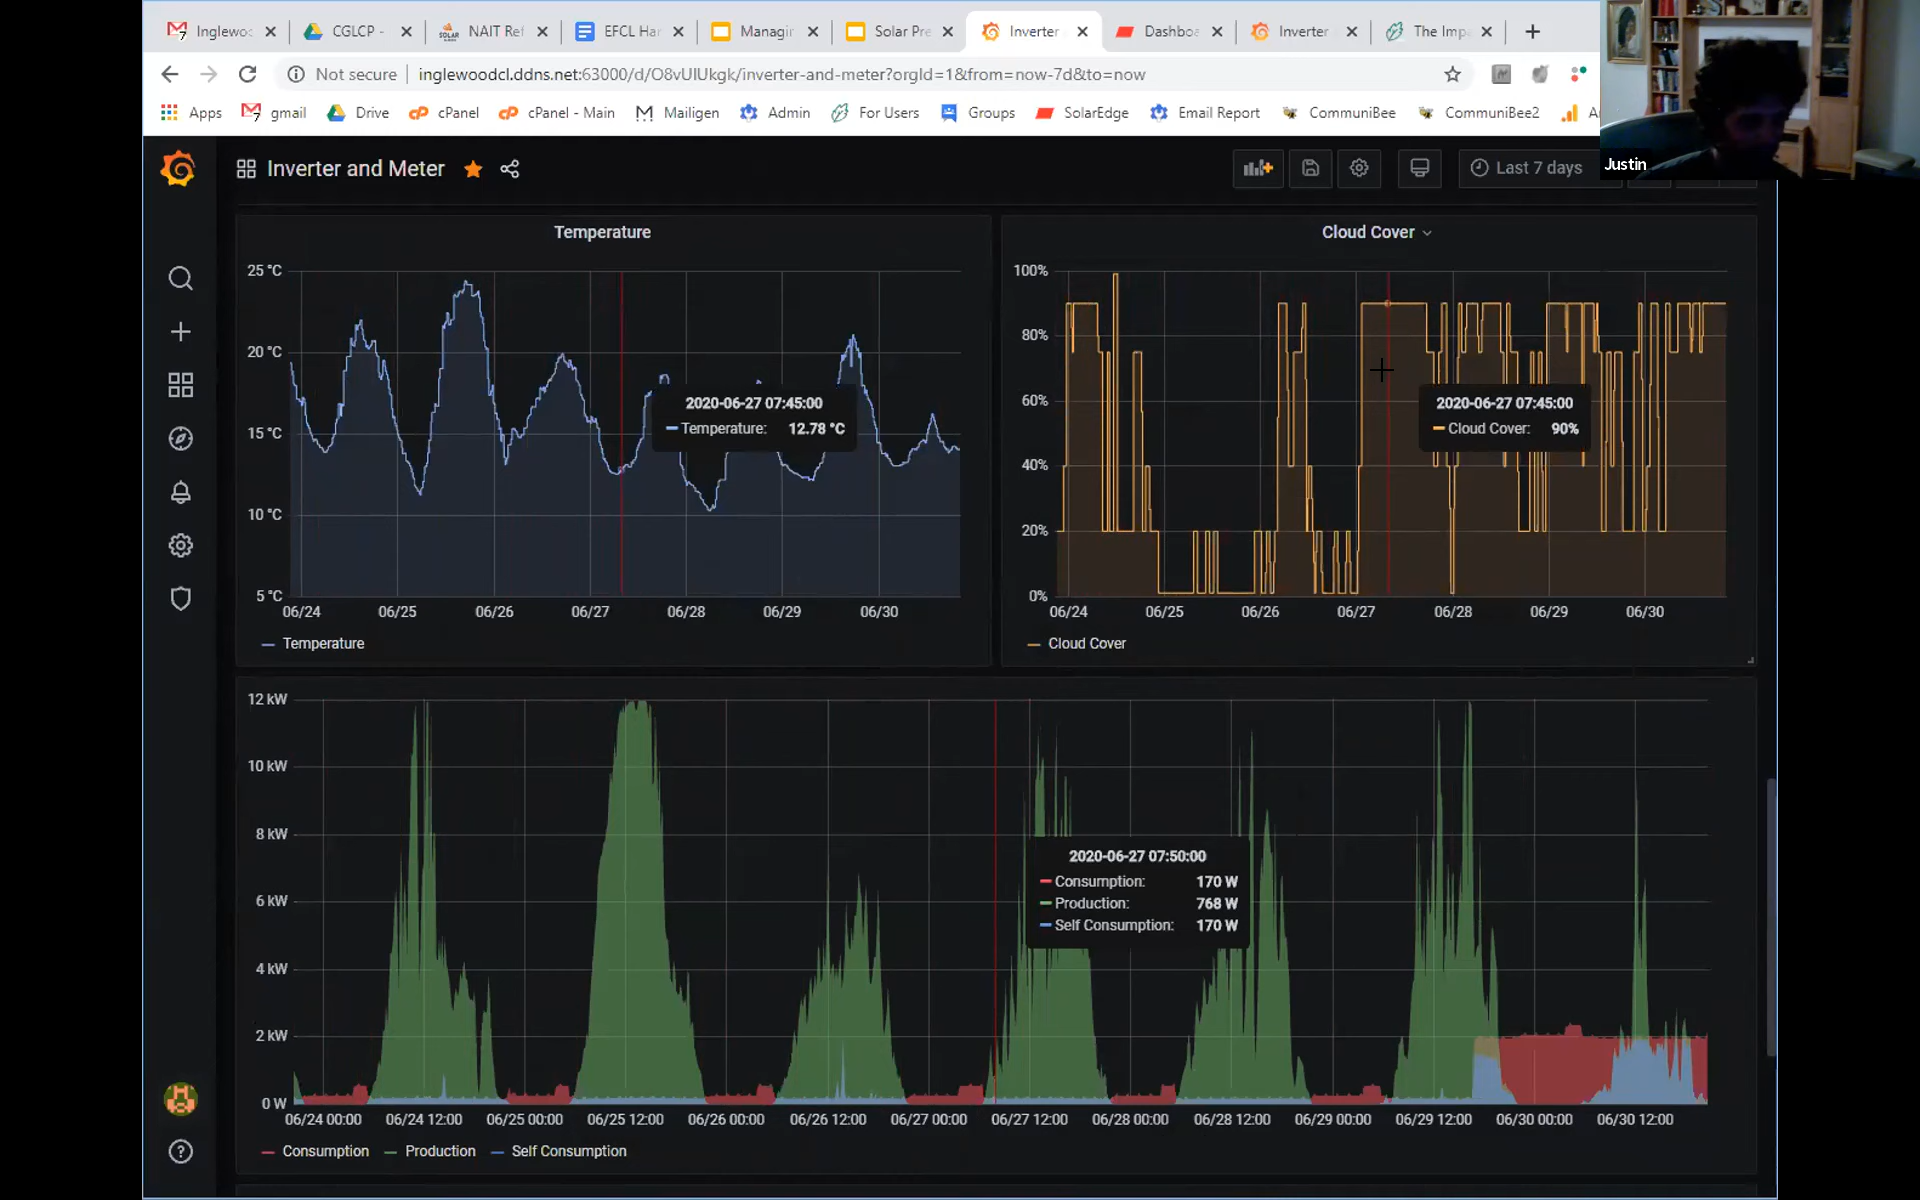 Inglewo
CGLCP -
NAIT Ref
EFCL Har
Managin
Solar Pre
Inverter
Dashboa
Inverter
The Imp
Not secure
inglewoodcl.ddns.net:63000/d/O8vUlUkgk/inverter-and-meter?orgId=1&from=now-7d&to=now
Apps
gmail
Drive
cPanel
cPanel - Main
Mailigen
Admin
For Users
Groups
SolarEdge
Email Report
CommuniBee
CommuniBee2
A
Justin
Inverter and Meter
Last 7 days
Temperature
25 °C
20 °C
15 °C
10 °C
5 °C
2020-06-27 07:45:00
Temperature: 12.78 °C
06/24 06/25 06/26 06/27 06/28 06/29 06/30
Temperature
Cloud Cover
100%
80%
60%
40%
20%
0%
2020-06-27 07:45:00
Cloud Cover: 90%
06/24 06/25 06/26 06/27 06/28 06/29 06/30
Cloud Cover
12 kW
10 kW
8 kW
6 kW
4 kW
2 kW
0 W
2020-06-27 07:50:00
Consumption: 170 W
Production: 768 W
Self Consumption: 170 W
06/24 00:00 06/24 12:00 06/25 00:00 06/25 12:00 06/26 00:00 06/26 12:00 06/27 00:00 06/27 12:00 06/28 00:00 06/28 12:00 06/29 00:00 06/29 12:00 06/30 00:00 06/30 12:00
Consumption Production Self Consumption